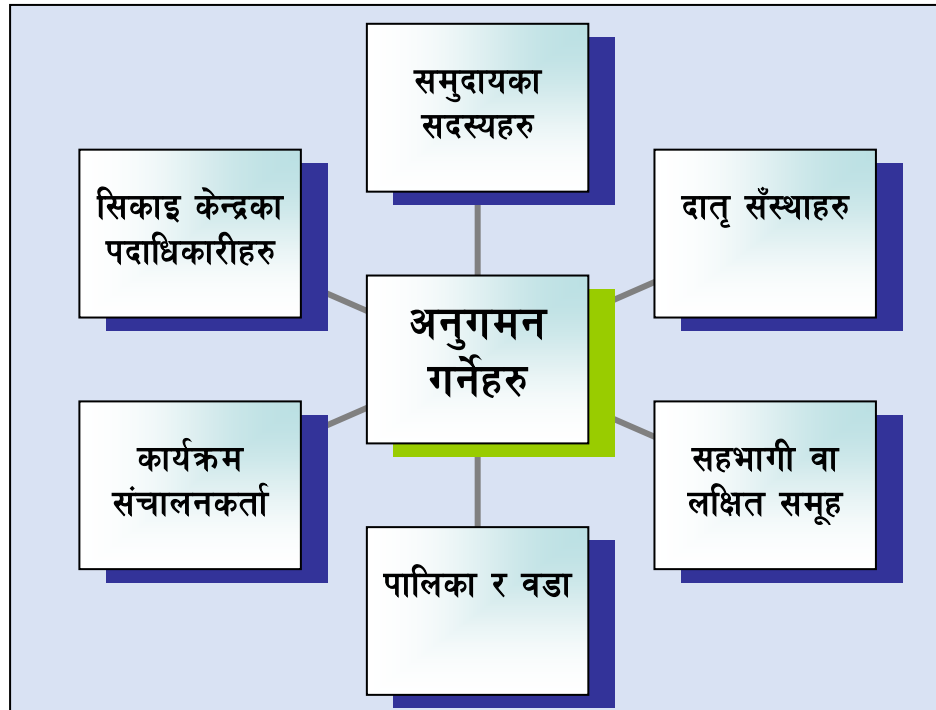 समुदायका
सदस्यहरु
सिकाइ केन्द्रका
पदाधिकारीहरु
दातृ सँस्थाहरु
अनुगमन
गर्नेहरु
कार्यक्रम
संचालनकर्ता
सहभागी वा
लक्षित समूह
पालिका र वडा